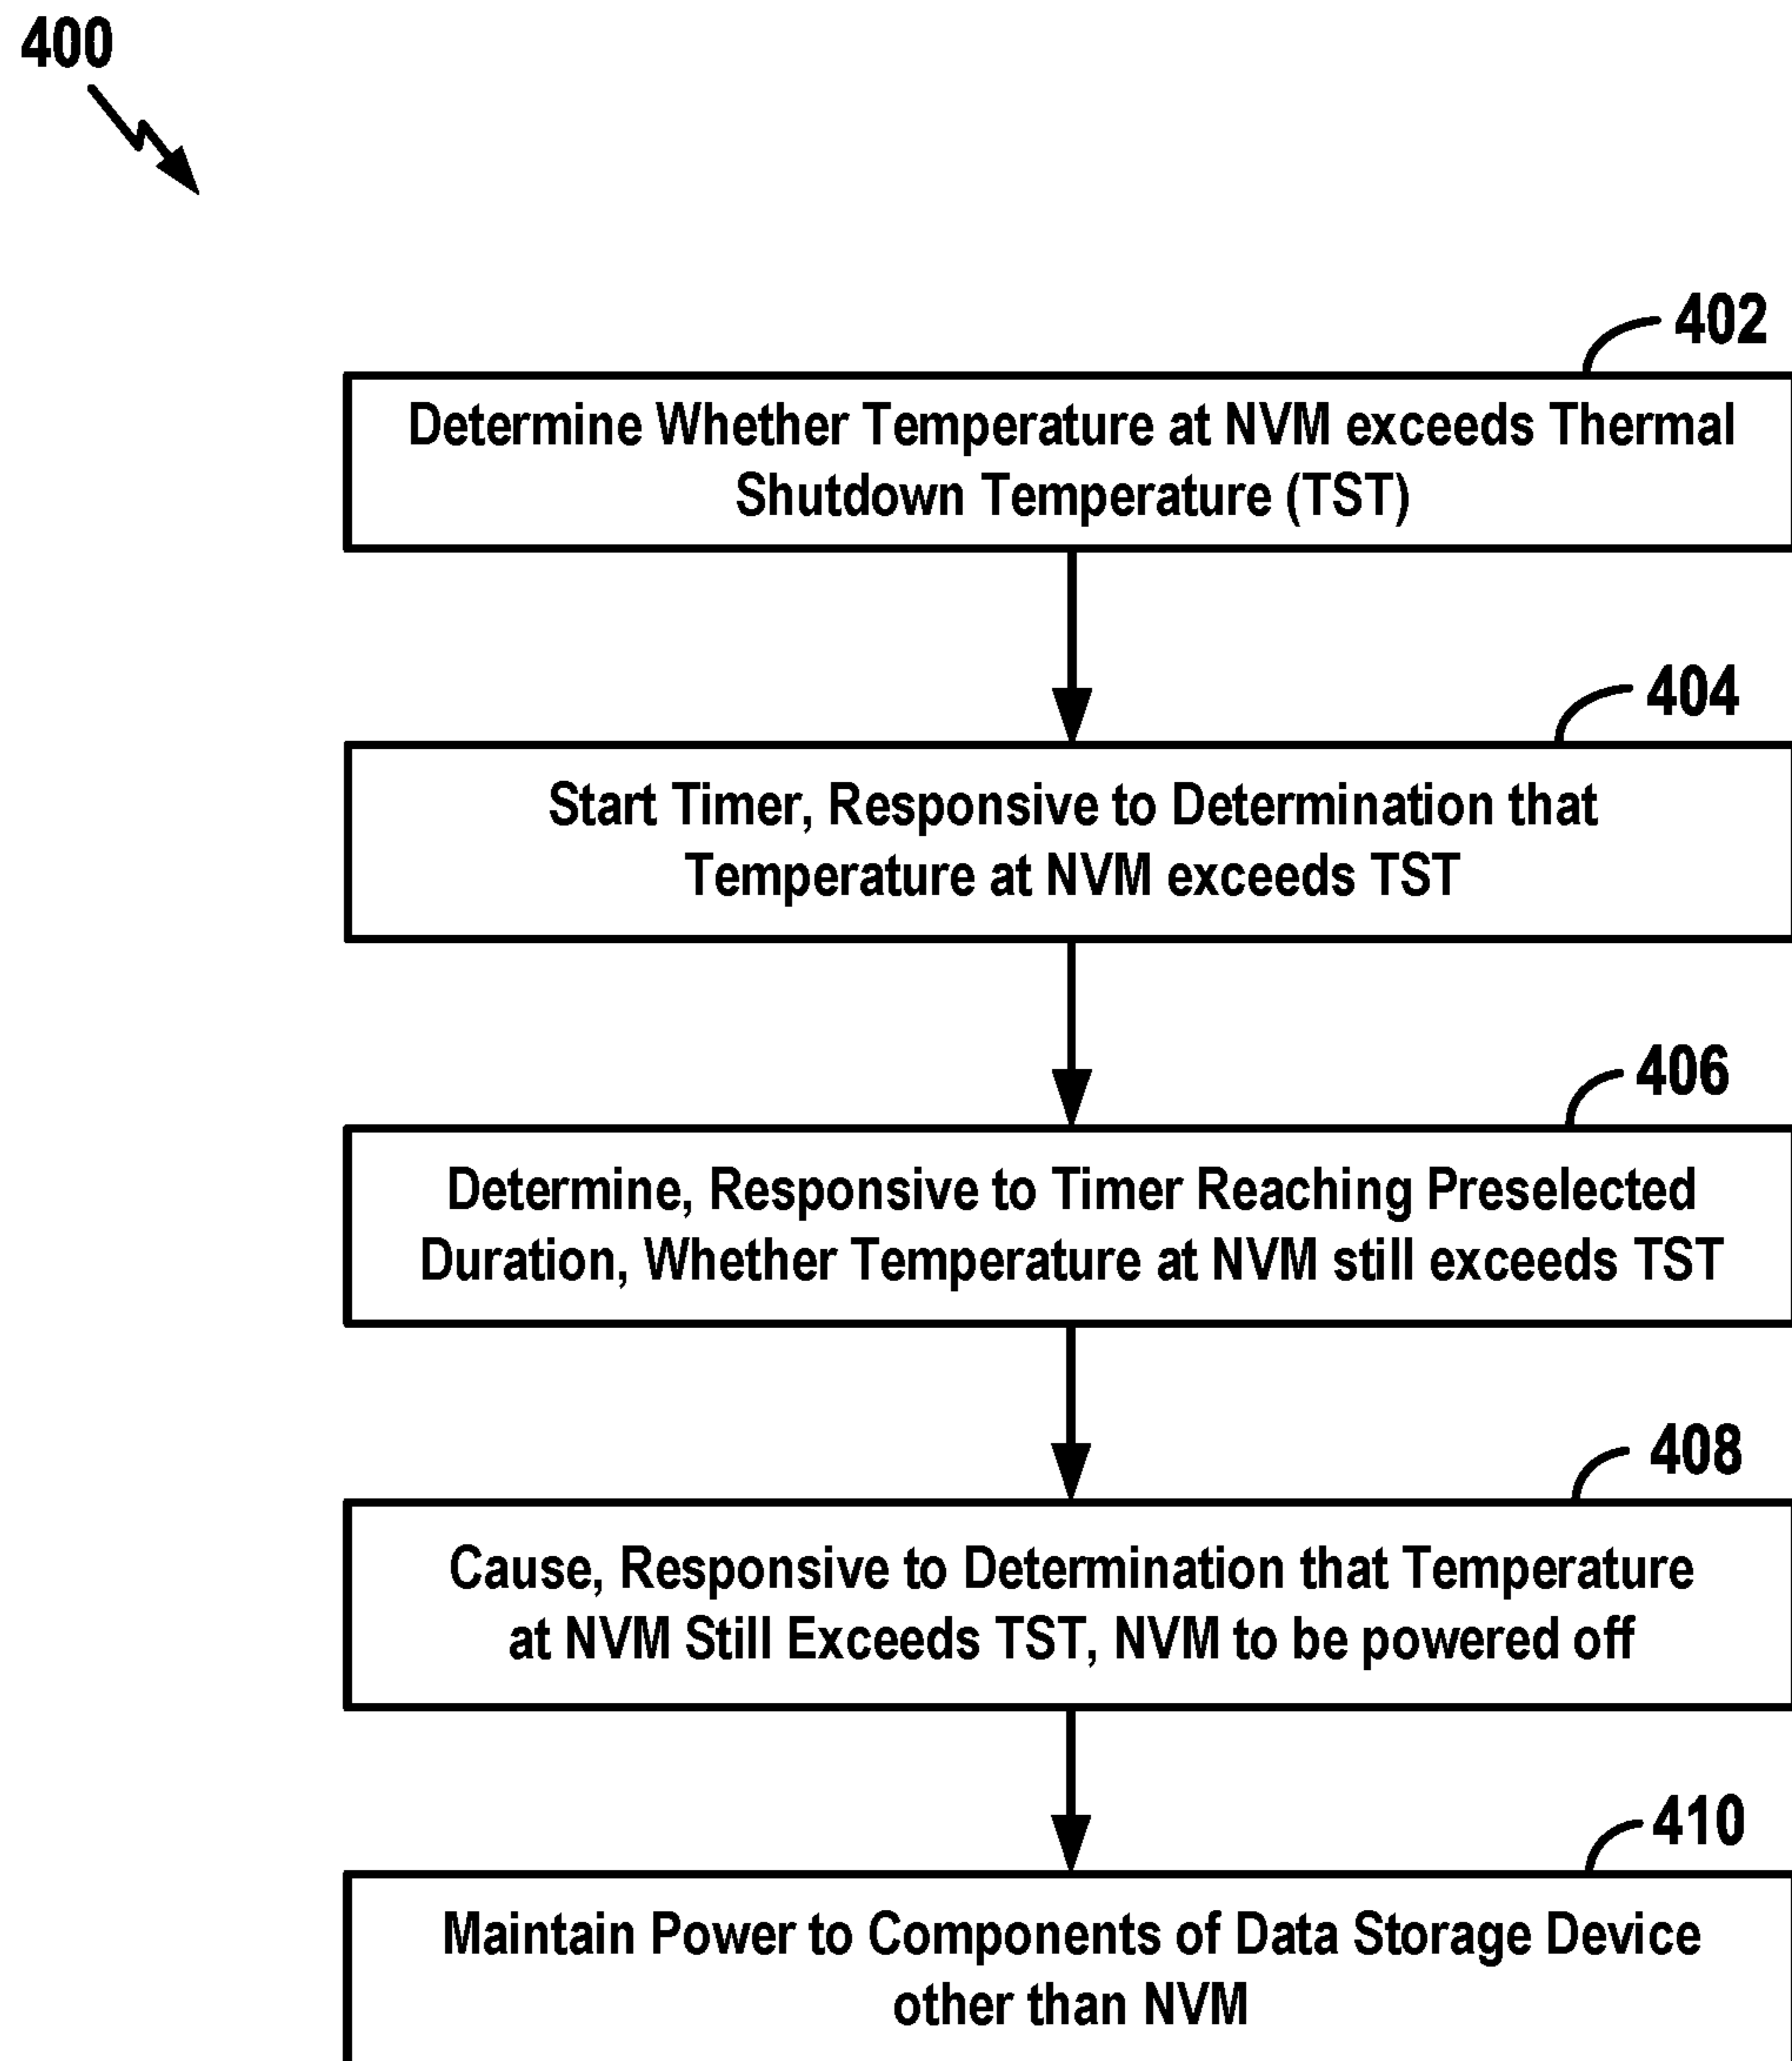 400
402
Determine Whether Temperature at NVM exceeds Thermal
Shutdown Temperature (TST)
404
Start Timer, Responsive to Determination that
Temperature at NVM exceeds TST
406
Determine, Responsive to Timer Reaching Preselected
Duration, Whether Temperature at NVM still exceeds TST
408
Cause, Responsive to Determination that Temperature
at NVM Still Exceeds TST, NVM to be powered off
410
Maintain Power to Components of Data Storage Device
other than NVM